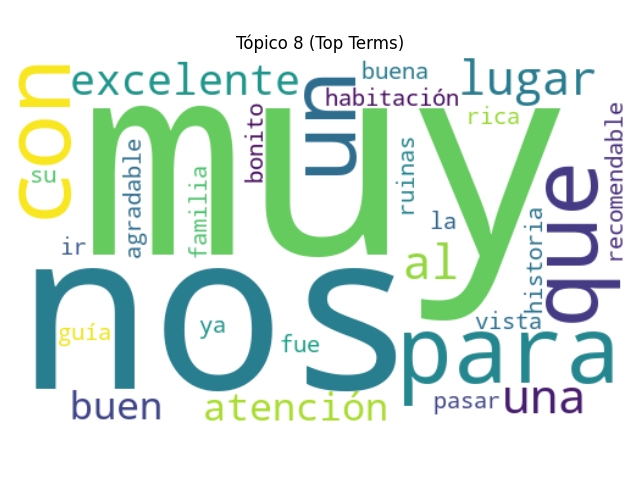 Tópico 8 (Top Terms)
con
excelente
un
buena
lugar
habitación
muy
rica
bonito
su
agradable
familia
ruinas
que
recomendable
la
ir
al
historia
nos
guía
ya
fue
vista
para
buen
atención
pasar
una